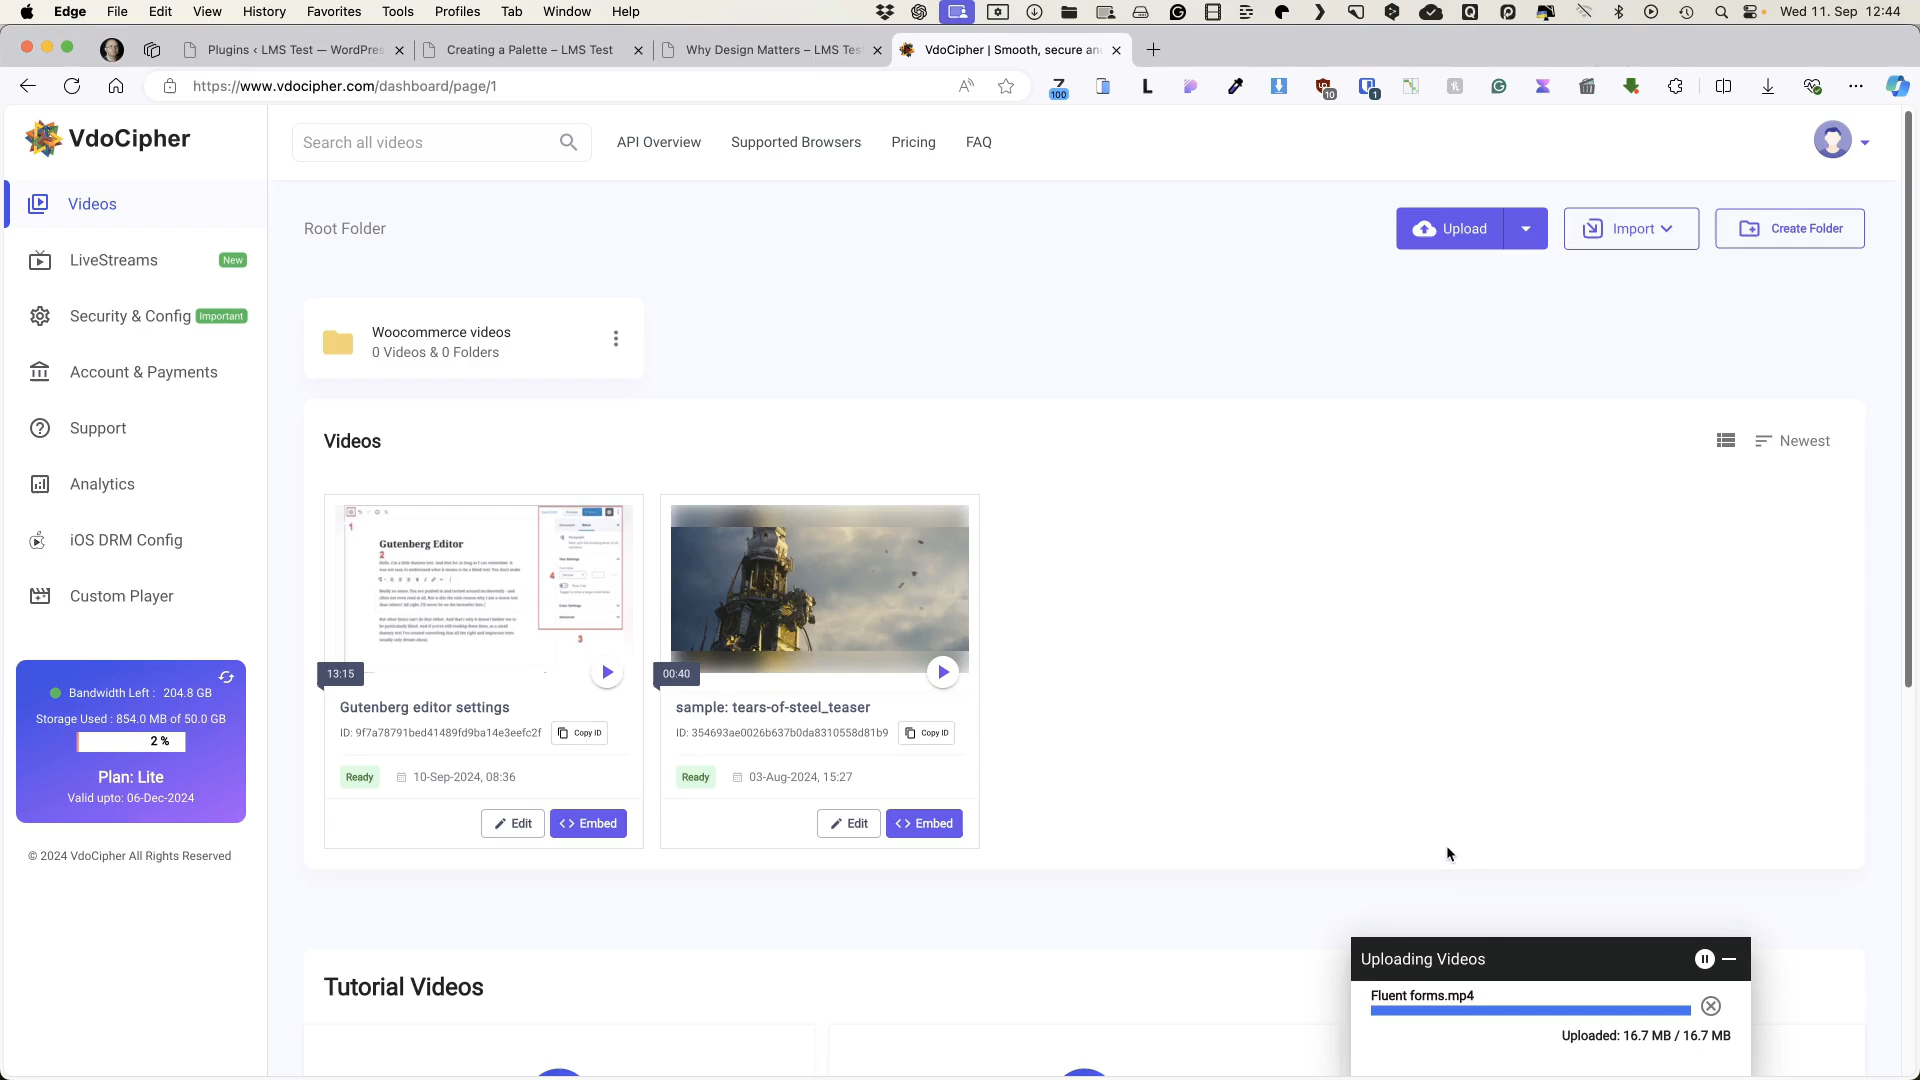 Edge File Edit View History Favorites Tools Profiles Tab Window Help
Wed 11. Sep 12:44
Plugins ‹ LMS Test — WordPres
Creating a Palette – LMS Test
Why Design Matters – LMS Tes
VdoCipher | Smooth, secure an
https://www.vdocipher.com/dashboard/page/1
100
10
1
VdoCipher
Search all videos
API Overview
Supported Browsers
Pricing
FAQ
Videos
LiveStreams
New
Security & Config
Important
Account & Payments
Support
Analytics
iOS DRM Config
Custom Player
Bandwidth Left : 204.8 GB
Storage Used : 854.0 MB of 50.0 GB
2 %
Plan: Lite
Valid upto: 06-Dec-2024
© 2024 VdoCipher All Rights Reserved
Root Folder
Upload
Import
Create Folder
Woocommerce videos
0 Videos & 0 Folders
Videos
Newest
Gutenberg Editor
1
2
3
4
13:15
Gutenberg editor settings
ID: 9f7a78791bed41489fd9ba14e3eefc2f
Copy ID
Ready
10-Sep-2024, 08:36
Edit
Embed
00:40
sample: tears-of-steel_teaser
ID: 354693ae0026b637b0da8310558d81b9
Copy ID
Ready
03-Aug-2024, 15:27
Edit
Embed
Tutorial Videos
Uploading Videos
Fluent forms.mp4
Uploaded: 16.7 MB / 16.7 MB